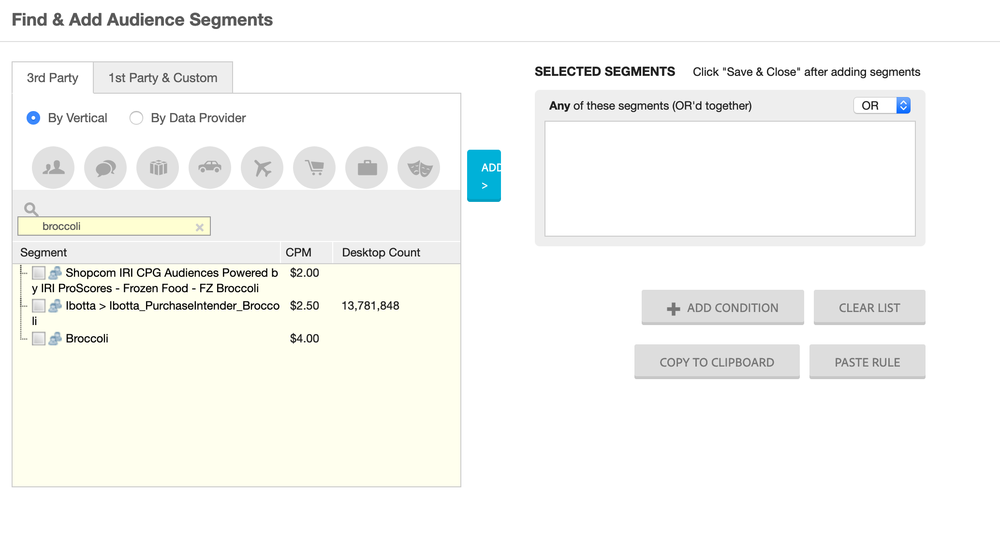 Find & Add Audience Segments
3rd Party
1st Party & Custom
By Vertical
By Data Provider
broccoli
Segment
CPM
Desktop Count
Shopcom IRI CPG Audiences Powered b
y IRI ProScores - Frozen Food - FZ Broccoli
$2.00
Ibotta > Ibotta_PurchaseIntender_Brocco
li
$2.50
13,781,848
Broccoli
$4.00
ADD
>
SELECTED SEGMENTS
Click "Save & Close" after adding segments
Any of these segments (OR'd together)
OR
ADD CONDITION
CLEAR LIST
COPY TO CLIPBOARD
PASTE RULE